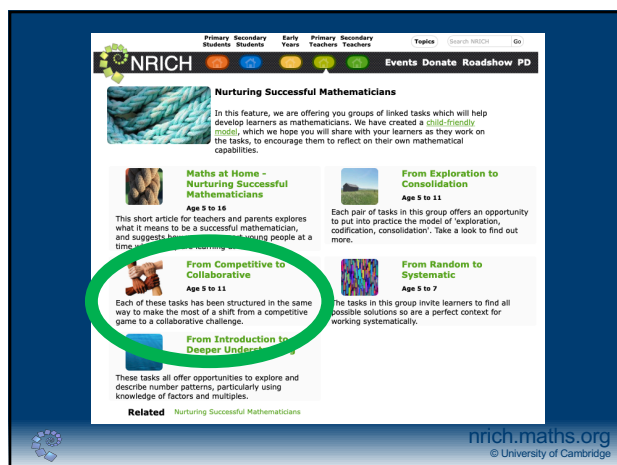 Primary Students
Secondary Students
Early Years
Primary Teachers
Secondary Teachers
Topics
Search NRICH
Go
NRICH
Events Donate Roadshow PD
Nurturing Successful Mathematicians
In this feature, we are offering you groups of linked tasks which will help
develop learners as mathematicians. We have created a child-friendly
model, which we hope you will share with your learners as they work on
the tasks, to encourage them to reflect on their own mathematical
capabilities.
Maths at Home -
Nurturing Successful
Mathematicians
Age 5 to 16
This short article for teachers and parents explores
what it means to be a successful mathematician,
and suggests
young people at a
From Exploration to
Consolidation
Age 5 to 11
Each pair of tasks in this group offers an opportunity
to put into practice the model of 'exploration,
codification, consolidation'. Take a look to find out
more.
From Competitive to
Collaborative
Age 5 to 11
Each of these tasks has been structured in the same
way to make the most of a shift from a competitive
game to a collaborative challenge.
From Random to
Systematic
Age 5 to 7
The tasks in this group invite learners to find all
possible solutions so are a perfect context for
working systematically.
From Introduction to
Deeper
These tasks all offer opportunities to explore and
describe number patterns, particularly using
knowledge of factors and multiples.
Related Nurturing Successful Mathematicians
nrich.maths.org
© University of Cambridge